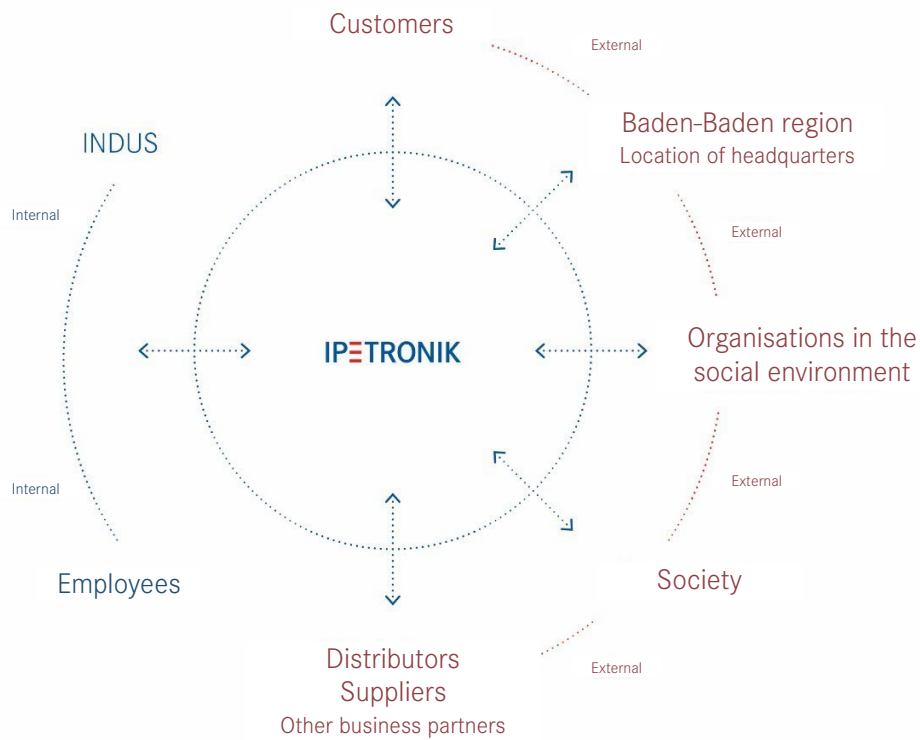 Customers
External
Baden-Baden region
Location of headquarters
INDUS
Internal
External
IPETRONIK
Organisations in the
social environment
Internal
External
Employees
Society
Distributors
Suppliers
Other business partners
External